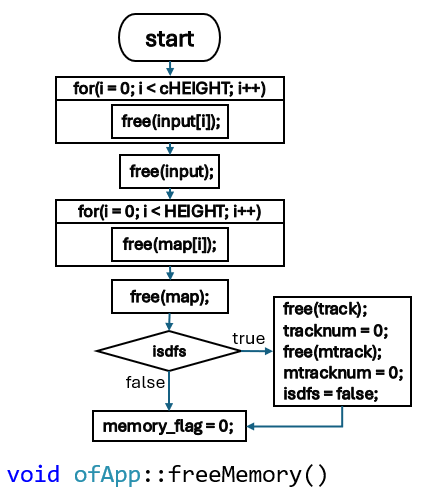 start
for(i = 0; i < cHEIGHT; i++)
free(input[i]);
free(input);
for(i = 0; i < HEIGHT; i++)
free(map[i]);
free(map);
isdfs
true
false
free(track);
tracknum = 0;
free(mtrack);
mtracknum = 0;
isdfs = false;
memory_flag = 0;
void ofApp::freeMemory()